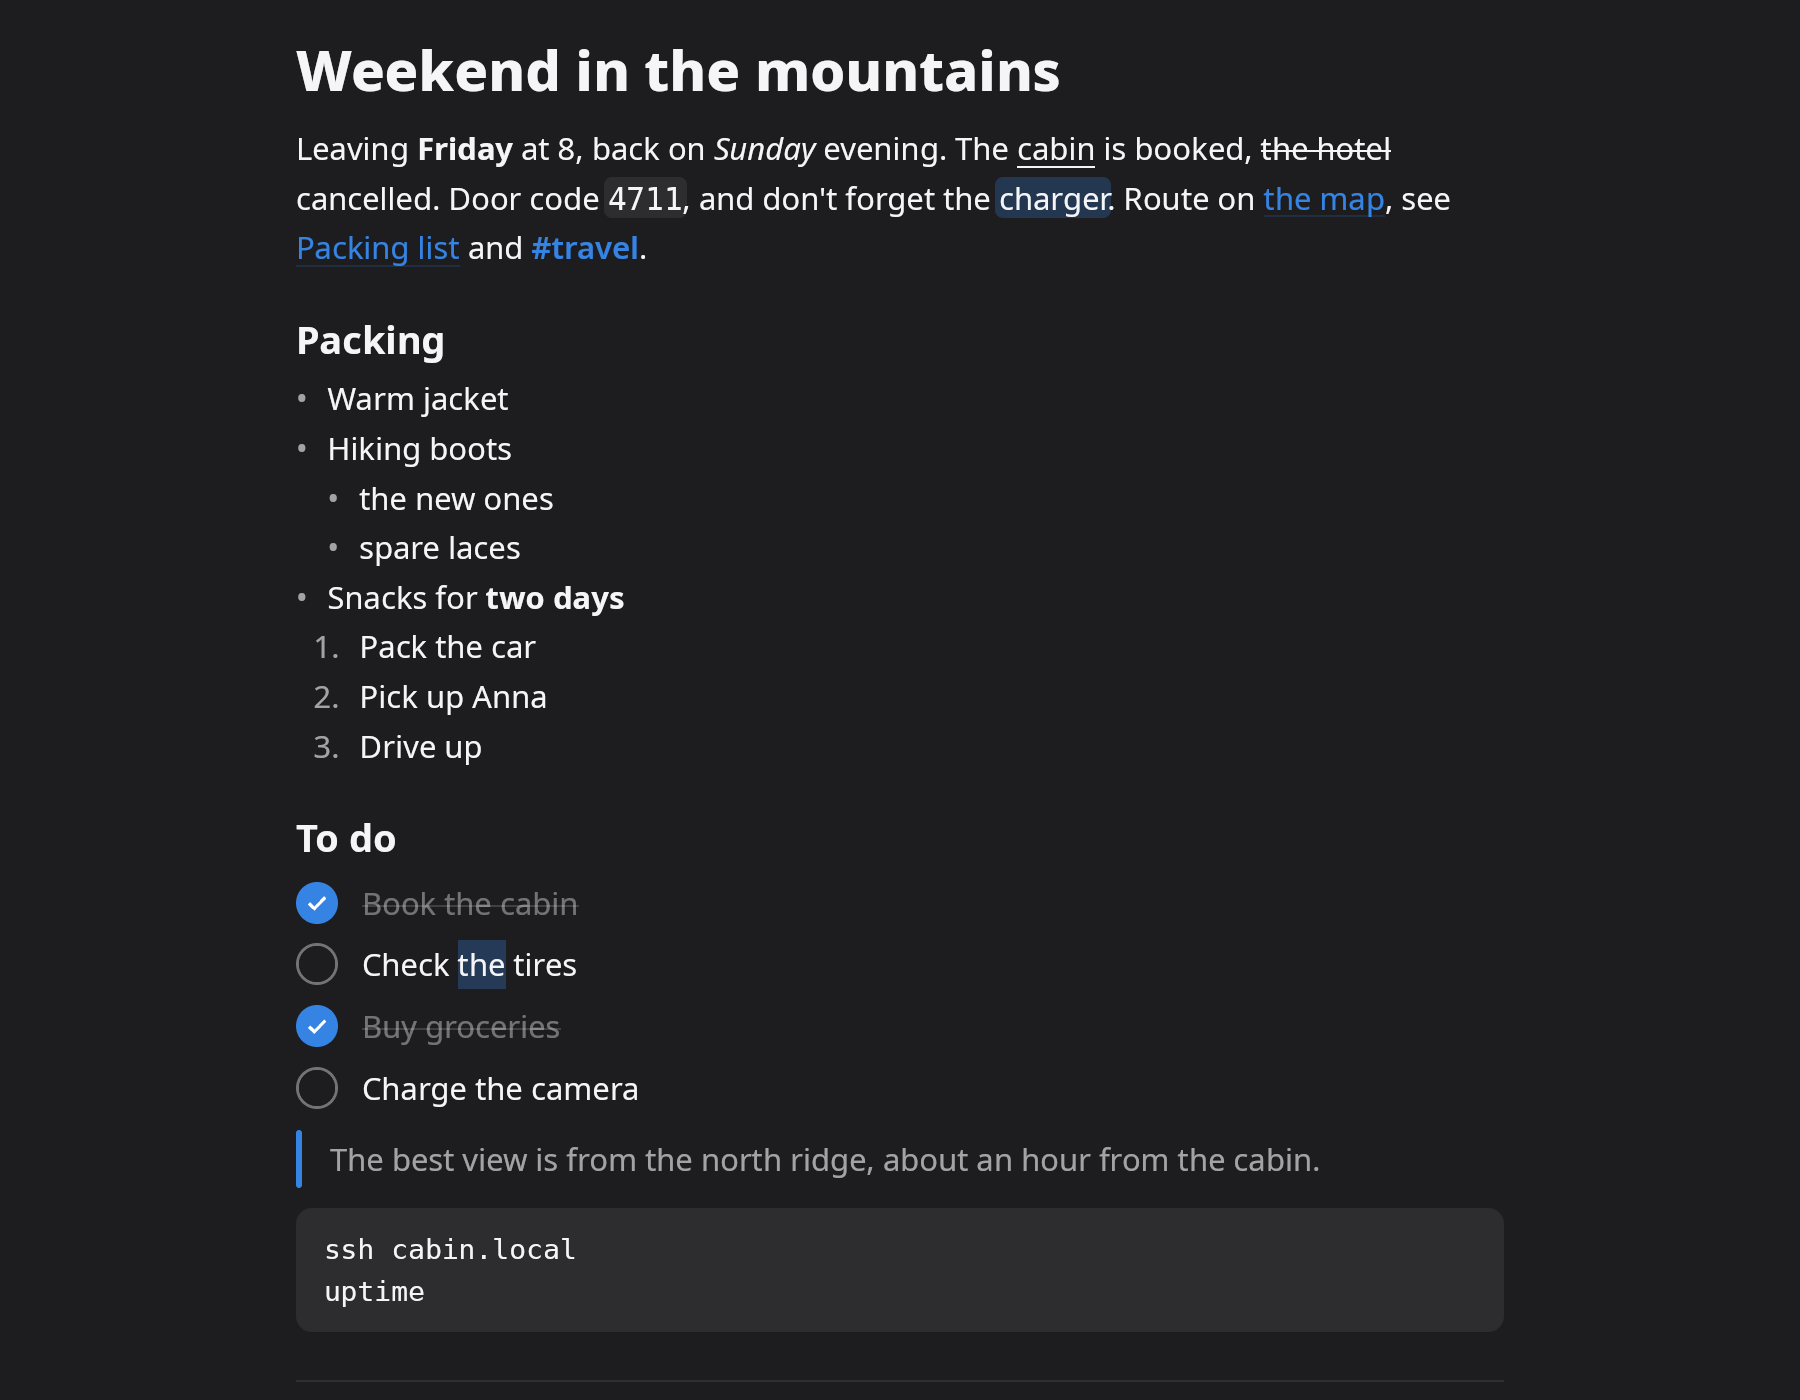 Weekend in the mountains
Leaving Friday at 8, back on Sunday evening. The cabin is booked, the hotel
cancelled. Door code 4711, and don't forget the charger. Route on the map, see
Packing list and #travel.
Packing
• Warm jacket
• Hiking boots
• the new ones
• spare laces
• Snacks for two days
1. Pack the car
2. Pick up Anna
3. Drive up
To do
Book the cabin
Check the tires
Buy groceries
Charge the camera
The best view is from the north ridge, about an hour from the cabin.
ssh cabin.local
uptime